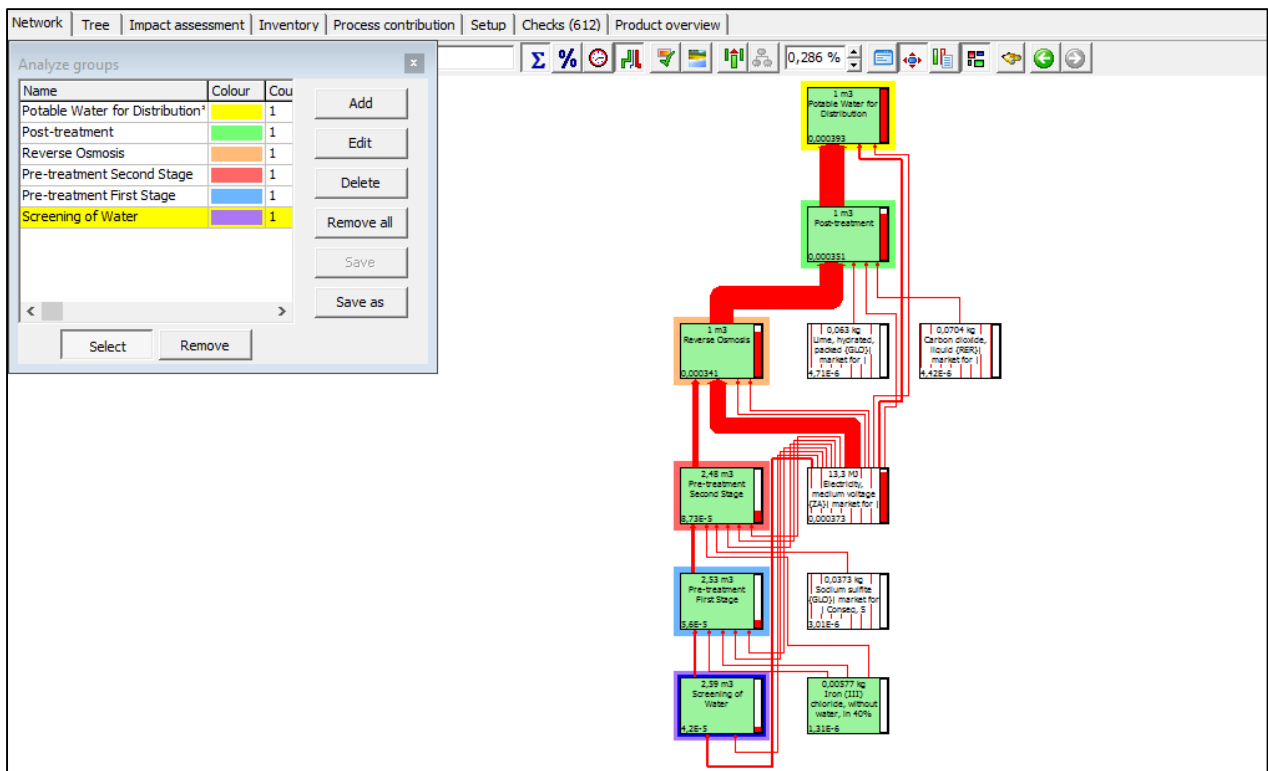 Network Tree Impact assessment Inventory Process contribution Setup Checks (612) Product overview
Analyze groups x
Σ % 0,286 %
Name Colour Cou
Potable Water for Distribution* 1
Post-treatment 1
Reverse Osmosis 1
Pre-treatment Second Stage 1
Pre-treatment First Stage 1
Screening of Water 1
Add
Edit
Delete
Remove all
Save
Save as
< >
Select Remove
1 m3
Potable Water for
Distribution
0,000393
1 m3
Post-treatment
0,000351
1 m3
Reverse Osmosis
0,000341
0,063 kg
Lime, hydrated,
packed {GLO}|
market for |
4,71E-6
0,0704 kg
Carbon dioxide,
liquid {RER}|
market for |
4,42E-6
2,48 m3
Pre-treatment
Second Stage
8,73E-5
13,3 MJ
Electricity,
medium voltage
{ZA}| market for |
0,000373
2,53 m3
Pre-treatment
First Stage
5,6E-5
0,0373 kg
Sodium sulfite
{GLO}| market for
| Conseq, S
3,01E-6
2,59 m3
Screening of
Water
4,2E-5
0,00577 kg
Iron (III)
chloride, without
water, in 40%
1,31E-6